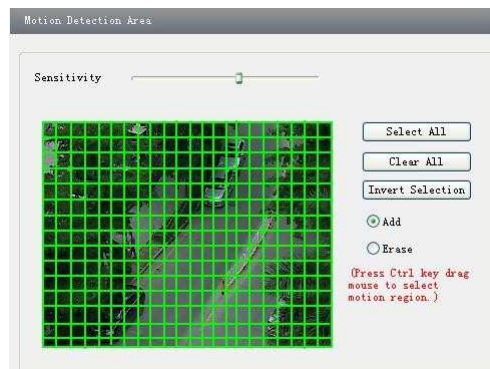 Motion Detection Area
Sensitivity
Select All
Clear All
Invert Selection
Add
Erase
(Press Ctrl key drag
mouse to select
motion region.)